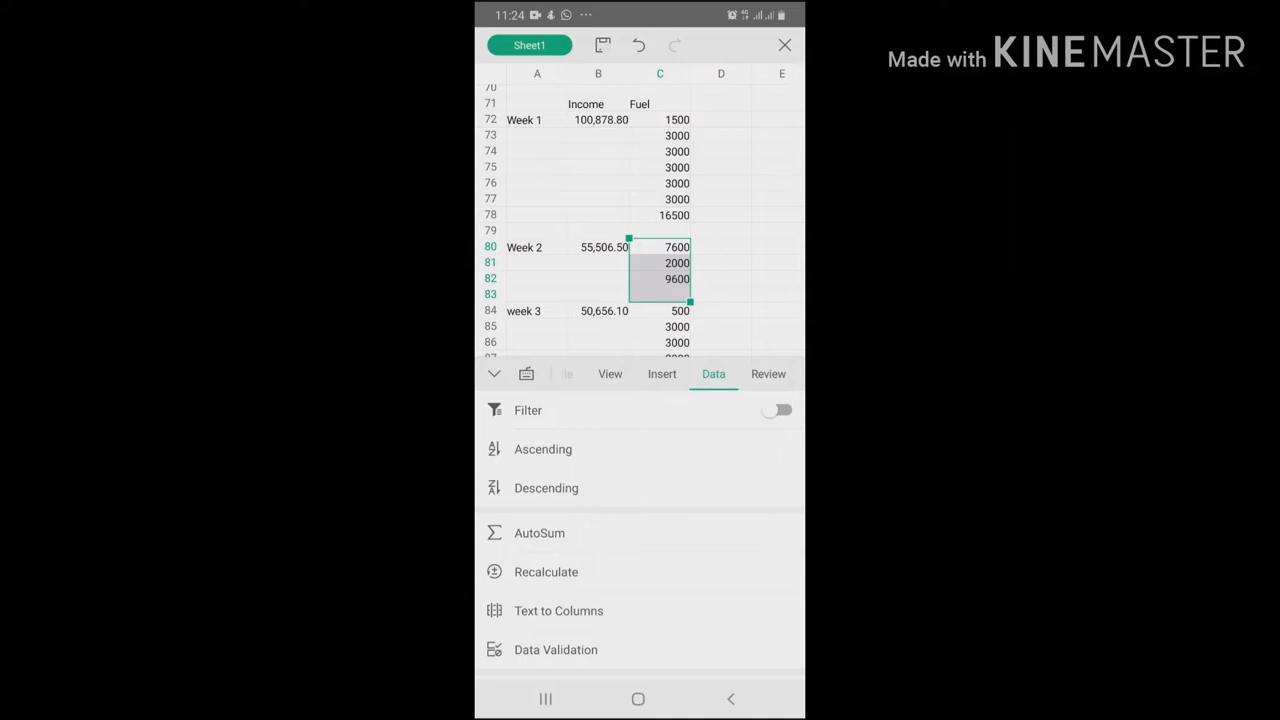 11:24
Made with KINEMASTER
Sheet1
A B C D E
70
71 Income Fuel
72 Week 1 100,878.80 1500
73 3000
74 3000
75 3000
76 3000
77 3000
78 16500
79
80 Week 2 55,506.50 7600
81 2000
82 9600
83
84 week 3 50,656.10 500
85 3000
86 3000
View Insert Data Review
Filter
Ascending
Descending
AutoSum
Recalculate
Text to Columns
Data Validation